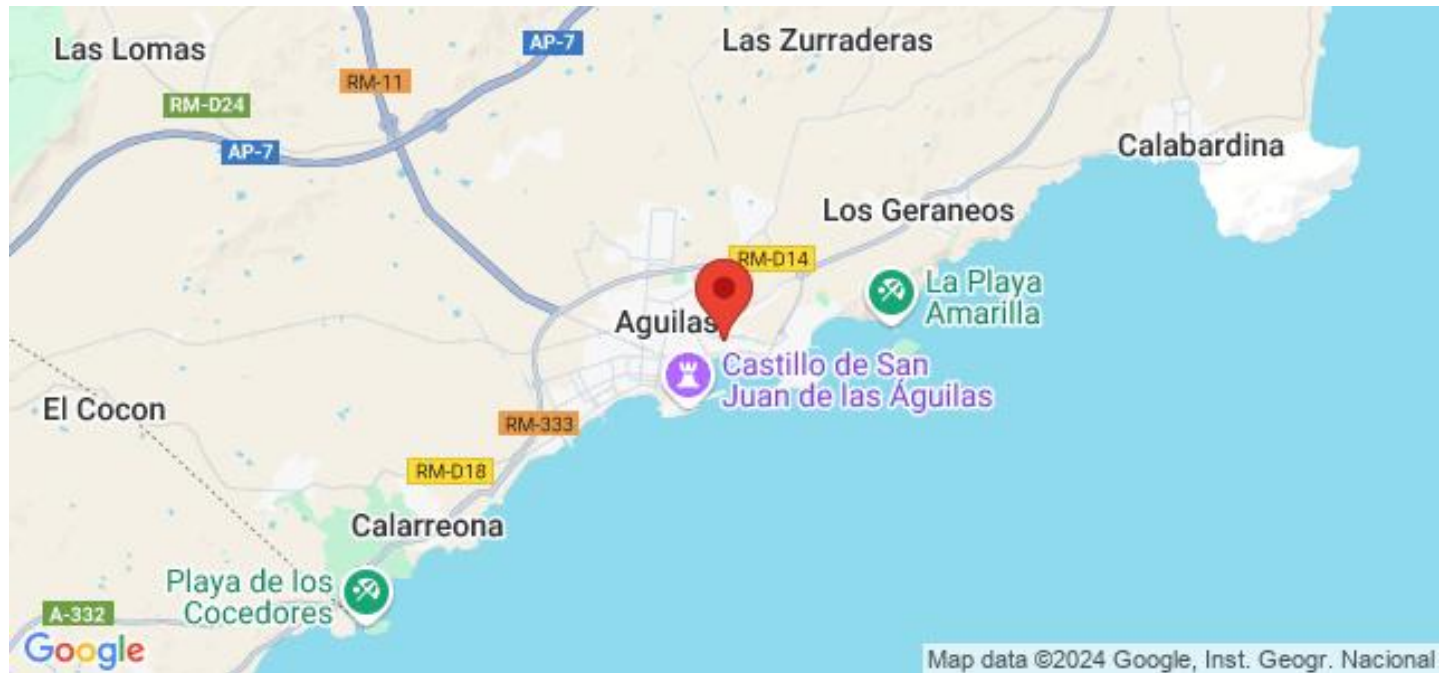 Las Lomas
AP-7
Las Zurraderas
RM-11
RM-D24
AP-7
Calabardina
Los Geraneos
RM-D14
La Playa
Amarilla
Aguilas
Castillo de San
Juan de las Águilas
El Cocon
RM-333
RM-D18
Calarreona
Playa de los
Cocedores
A-332
Google
Map data ©2024 Google, Inst. Geogr. Nacional